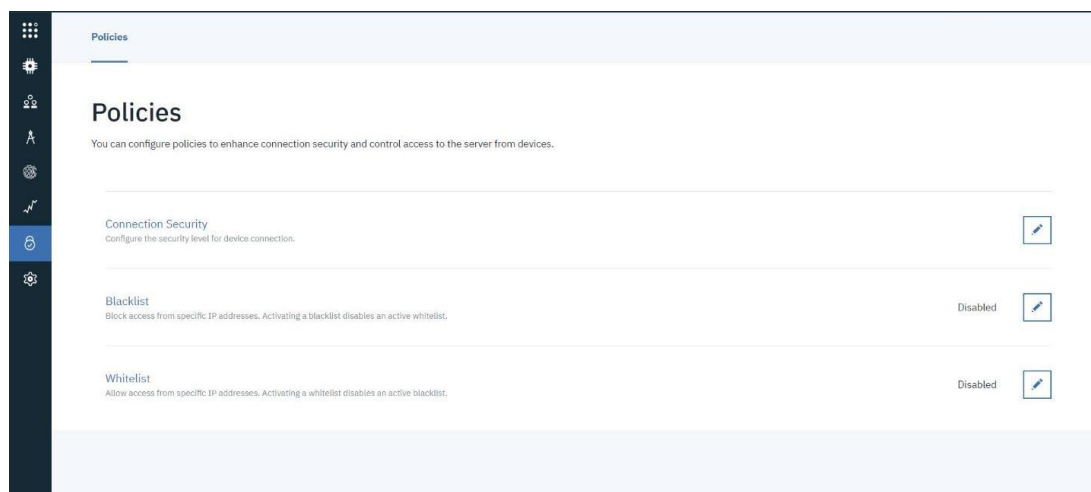 Policies
Policies
You can configure policies to enhance connection security and control access to the server from devices.
Connection Security
Configure the security level for device connection.
Blacklist
Block access from specific IP addresses. Activating a blacklist disables an active whitelist.
Disabled
Whitelist
Allow access from specific IP addresses. Activating a whitelist disables an active blacklist.
Disabled